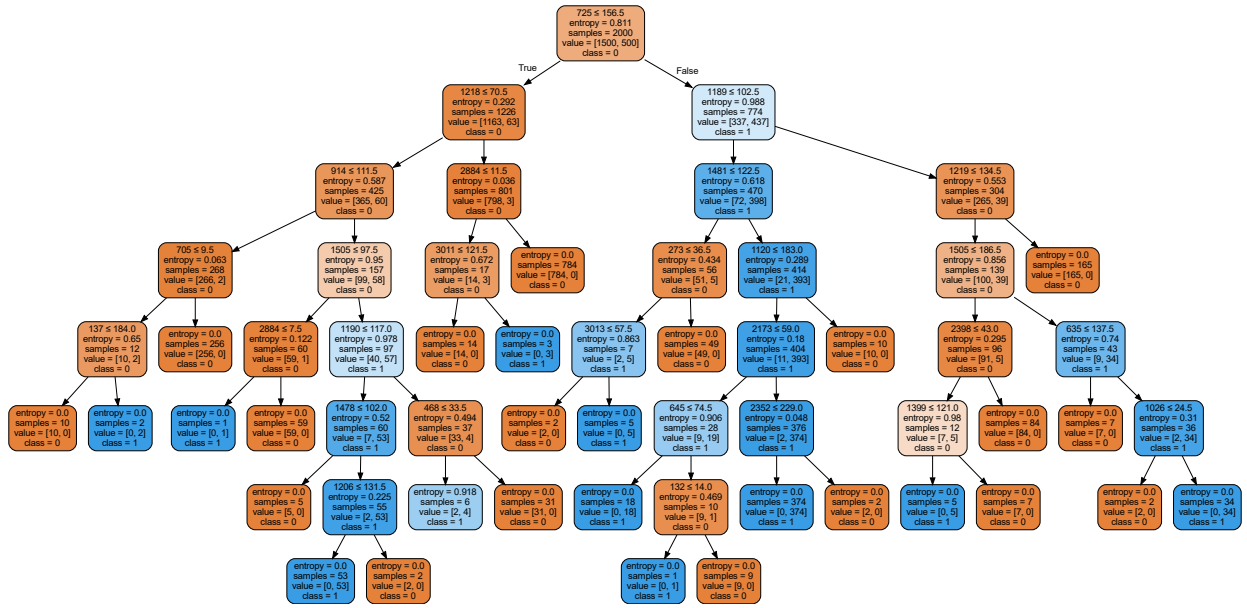 725 ≤ 156.5
entropy = 0.811
samples = 2000
value = [1500, 500]
class = 0
True
False
1218 ≤ 70.5
entropy = 0.292
samples = 1226
value = [1163, 63]
class = 0
1189 ≤ 102.5
entropy = 0.988
samples = 774
value = [337, 437]
class = 1
914 ≤ 111.5
entropy = 0.587
samples = 425
value = [365, 60]
class = 0
2884 ≤ 11.5
entropy = 0.036
samples = 801
value = [798, 3]
class = 0
1481 ≤ 122.5
entropy = 0.618
samples = 470
value = [72, 398]
class = 1
1219 ≤ 134.5
entropy = 0.553
samples = 304
value = [265, 39]
class = 0
705 ≤ 9.5
entropy = 0.063
samples = 268
value = [266, 2]
class = 0
1505 ≤ 97.5
entropy = 0.95
samples = 157
value = [99, 58]
class = 0
3011 ≤ 121.5
entropy = 0.672
samples = 17
value = [14, 3]
class = 0
entropy = 0.0
samples = 784
value = [784, 0]
class = 0
273 ≤ 36.5
entropy = 0.434
samples = 56
value = [51, 5]
class = 0
1120 ≤ 183.0
entropy = 0.289
samples = 414
value = [21, 393]
class = 1
1505 ≤ 186.5
entropy = 0.856
samples = 139
value = [100, 39]
class = 0
entropy = 0.0
samples = 165
value = [165, 0]
class = 0
137 ≤ 184.0
entropy = 0.65
samples = 12
value = [10, 2]
class = 0
entropy = 0.0
samples = 256
value = [256, 0]
class = 0
2884 ≤ 7.5
entropy = 0.122
samples = 60
value = [59, 1]
class = 0
1190 ≤ 117.0
entropy = 0.978
samples = 97
value = [40, 57]
class = 1
entropy = 0.0
samples = 14
value = [14, 0]
class = 0
entropy = 0.0
samples = 3
value = [0, 3]
class = 1
3013 ≤ 57.5
entropy = 0.863
samples = 7
value = [2, 5]
class = 1
entropy = 0.0
samples = 49
value = [49, 0]
class = 0
2173 ≤ 59.0
entropy = 0.18
samples = 404
value = [11, 393]
class = 1
entropy = 0.0
samples = 10
value = [10, 0]
class = 0
2398 ≤ 43.0
entropy = 0.295
samples = 96
value = [91, 5]
class = 0
635 ≤ 137.5
entropy = 0.74
samples = 43
value = [9, 34]
class = 1
entropy = 0.0
samples = 10
value = [10, 0]
class = 0
entropy = 0.0
samples = 2
value = [0, 2]
class = 1
entropy = 0.0
samples = 1
value = [0, 1]
class = 1
entropy = 0.0
samples = 59
value = [59, 0]
class = 0
1478 ≤ 102.0
entropy = 0.52
samples = 60
value = [7, 53]
class = 1
468 ≤ 33.5
entropy = 0.494
samples = 37
value = [33, 4]
class = 0
entropy = 0.0
samples = 2
value = [2, 0]
class = 0
entropy = 0.0
samples = 5
value = [0, 5]
class = 1
645 ≤ 74.5
entropy = 0.906
samples = 28
value = [9, 19]
class = 1
2352 ≤ 229.0
entropy = 0.048
samples = 376
value = [2, 374]
class = 1
1399 ≤ 121.0
entropy = 0.98
samples = 12
value = [7, 5]
class = 0
entropy = 0.0
samples = 84
value = [84, 0]
class = 0
entropy = 0.0
samples = 7
value = [7, 0]
class = 0
1026 ≤ 24.5
entropy = 0.31
samples = 36
value = [2, 34]
class = 1
entropy = 0.0
samples = 5
value = [5, 0]
class = 0
1206 ≤ 131.5
entropy = 0.225
samples = 55
value = [2, 53]
class = 1
entropy = 0.918
samples = 6
value = [2, 4]
class = 1
entropy = 0.0
samples = 31
value = [31, 0]
class = 0
entropy = 0.0
samples = 18
value = [0, 18]
class = 1
132 ≤ 14.0
entropy = 0.469
samples = 10
value = [9, 1]
class = 0
entropy = 0.0
samples = 374
value = [0, 374]
class = 1
entropy = 0.0
samples = 2
value = [2, 0]
class = 0
entropy = 0.0
samples = 5
value = [0, 5]
class = 1
entropy = 0.0
samples = 7
value = [7, 0]
class = 0
entropy = 0.0
samples = 2
value = [2, 0]
class = 0
entropy = 0.0
samples = 34
value = [0, 34]
class = 1
entropy = 0.0
samples = 53
value = [0, 53]
class = 1
entropy = 0.0
samples = 2
value = [2, 0]
class = 0
entropy = 0.0
samples = 1
value = [0, 1]
class = 1
entropy = 0.0
samples = 9
value = [9, 0]
class = 0